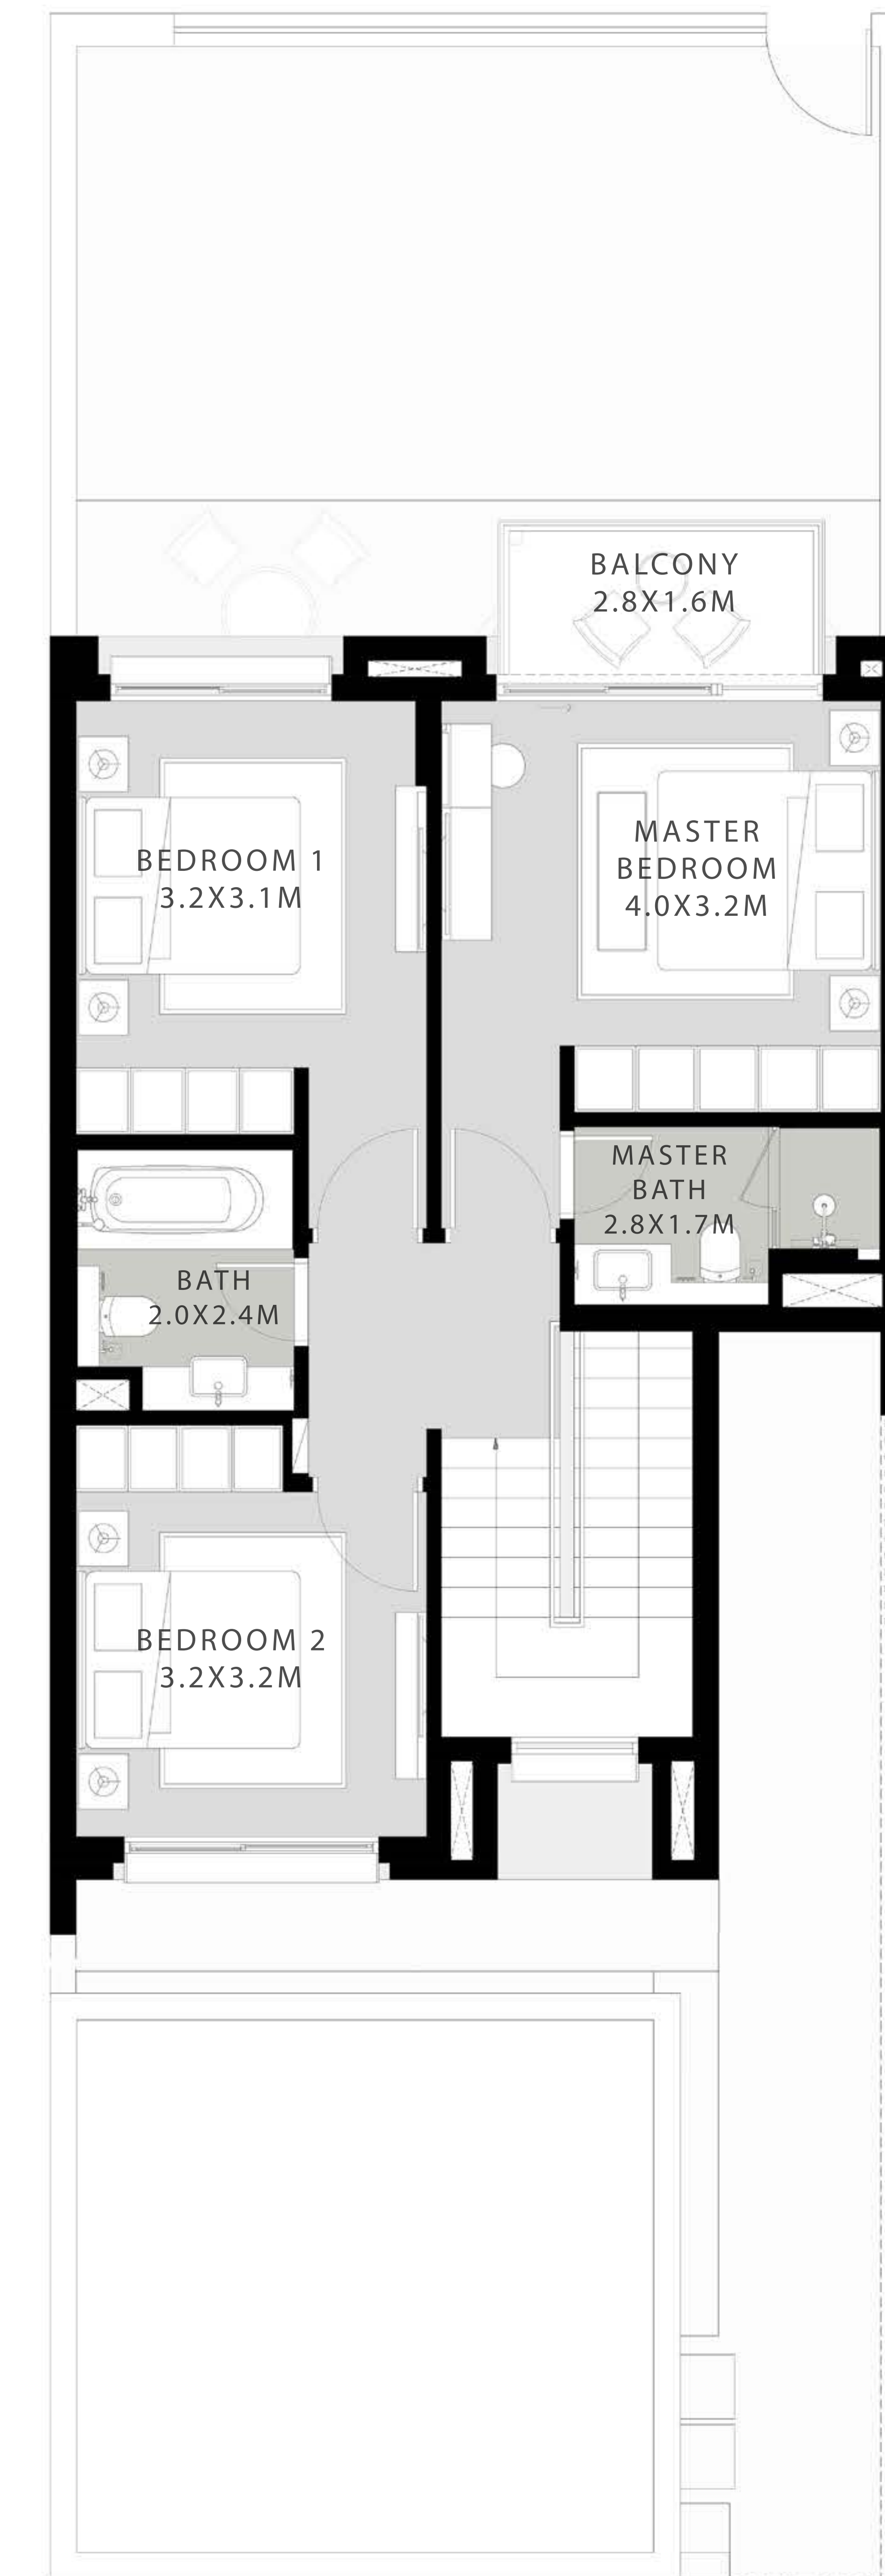 BALCONY
2.8X1.6M
BEDROOM 1
3.2X3.1M
MASTER
BEDROOM
4.0X3.2M
MASTER
BATH
2.8X1.7M
BATH
2.0X2.4M
BEDROOM 2
3.2X3.2M